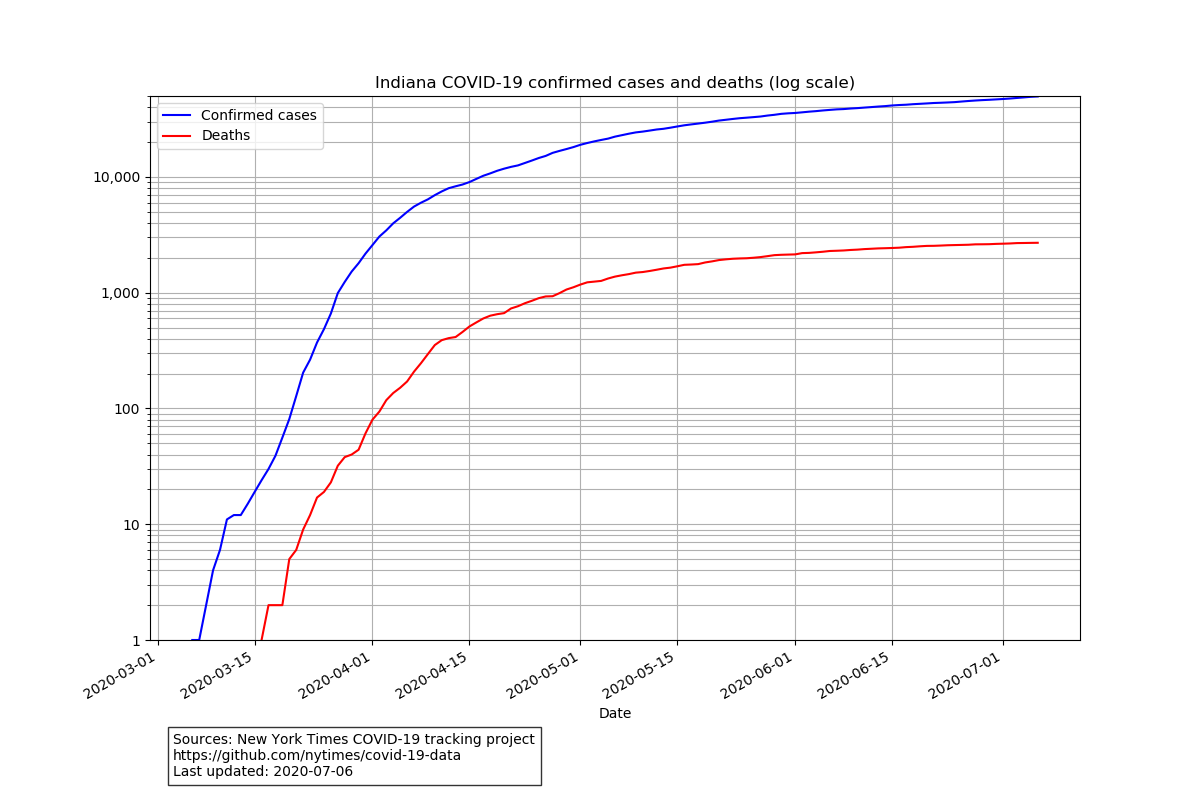 Indiana COVID-19 confirmed cases and deaths (log scale)
Confirmed cases
Deaths
10,000
1,000
100
10
1
2020-03-01
2020-03-15
2020-04-01
2020-04-15
2020-05-01
2020-05-15
2020-06-01
2020-06-15
2020-07-01
Date
Sources: New York Times COVID-19 tracking project
https://github.com/nytimes/covid-19-data
Last updated: 2020-07-06